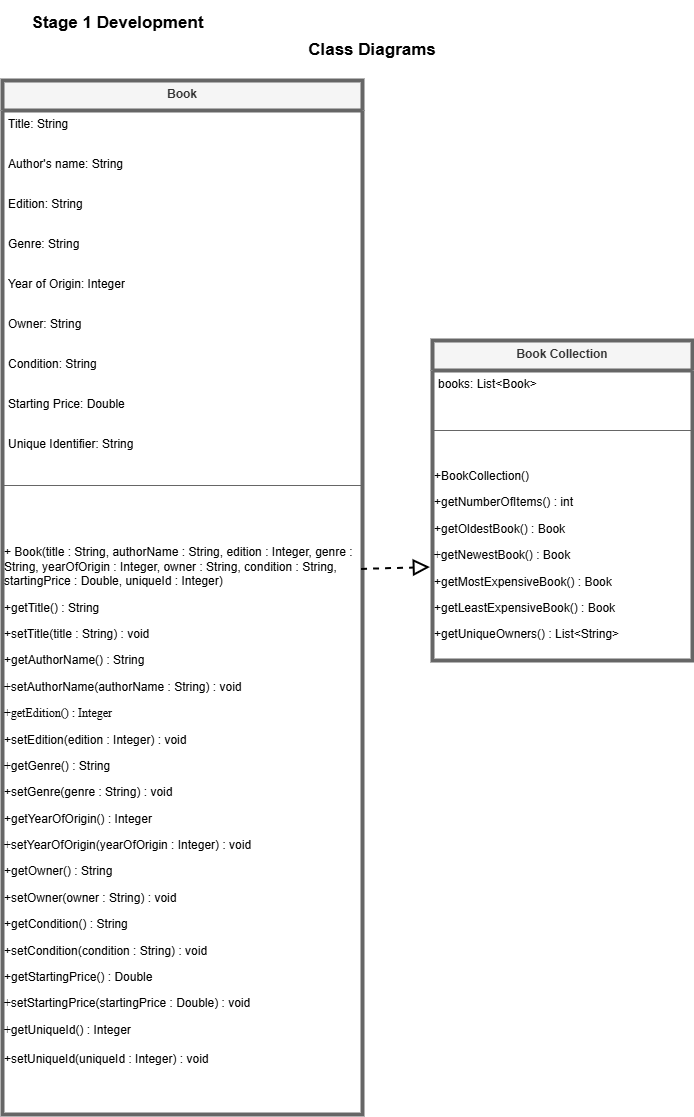 Stage 1 Development
Class Diagrams
Book
Title: String
Author's name: String
Edition: String
Genre: String
Year of Origin: Integer
Owner: String
Condition: String
Starting Price: Double
Unique Identifier: String
+ Book(title : String, authorName : String, edition : Integer, genre :
String, yearOfOrigin : Integer, owner : String, condition : String,
startingPrice : Double, uniqueId : Integer)
+getTitle() : String
+setTitle(title : String) : void
+getAuthorName() : String
+setAuthorName(authorName : String) : void
+getEdition() : Integer
+setEdition(edition : Integer) : void
+getGenre() : String
+setGenre(genre : String) : void
+getYearOfOrigin() : Integer
+setYearOfOrigin(yearOfOrigin : Integer) : void
+getOwner() : String
+setOwner(owner : String) : void
+getCondition() : String
+setCondition(condition : String) : void
+getStartingPrice() : Double
+setStartingPrice(startingPrice : Double) : void
+getUniqueId() : Integer
+setUniqueId(uniqueId : Integer) : void
Book Collection
books: List<Book>
+BookCollection()
+getNumberOfItems() : int
+getOldestBook() : Book
+getNewestBook() : Book
+getMostExpensiveBook() : Book
+getLeastExpensiveBook() : Book
+getUniqueOwners() : List<String>